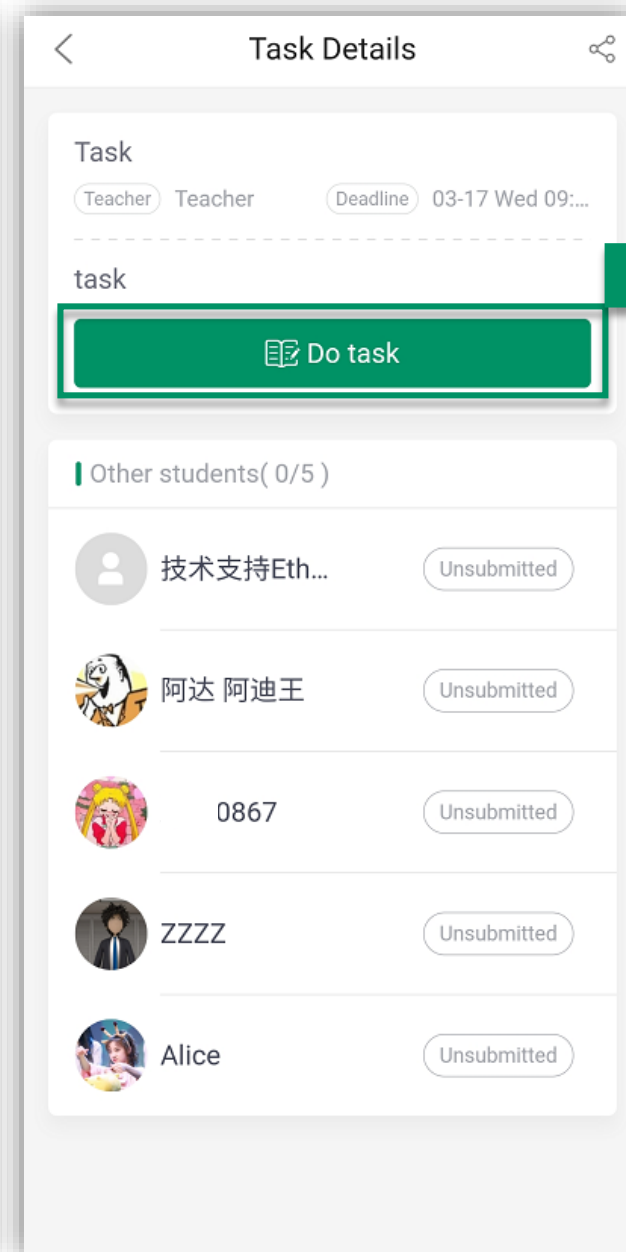 Task Details
Task
Teacher Teacher Deadline 03-17 Wed 09:...
task
Do task
Other students( 0/5 )
技术支持Eth... Unsubmitted
阿达 阿迪王 Unsubmitted
0867 Unsubmitted
ZZZZ Unsubmitted
Alice Unsubmitted